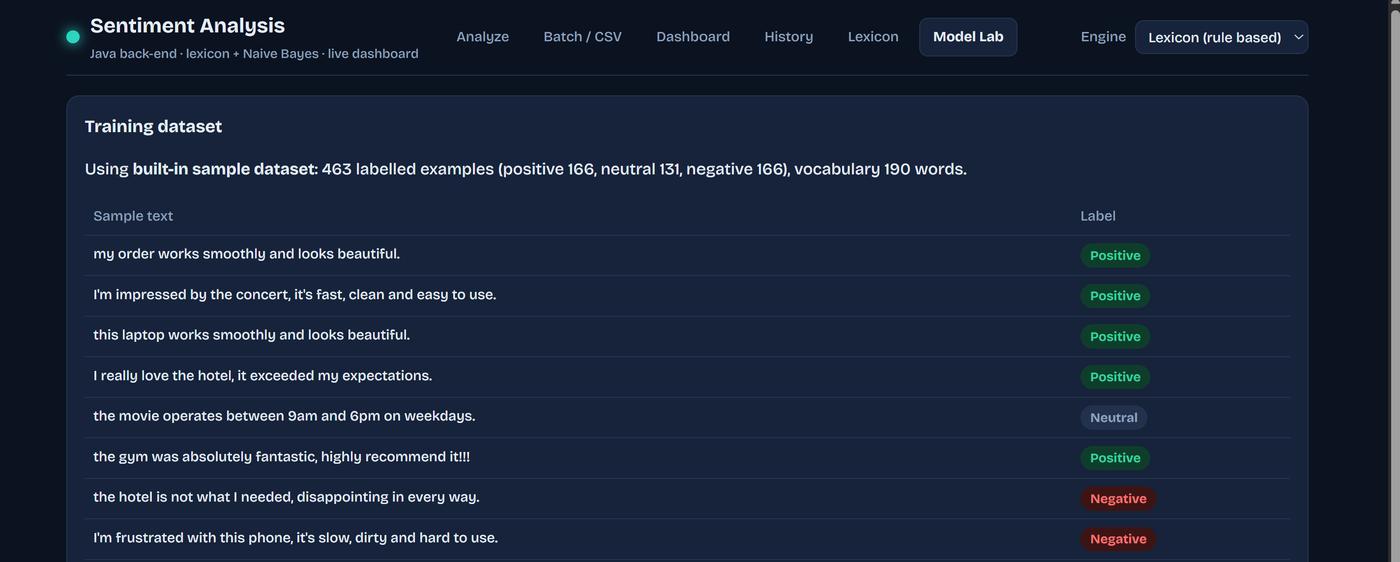 Sentiment Analysis
Java back-end · lexicon + Naive Bayes · live dashboard
Analyze Batch / CSV Dashboard History Lexicon Model Lab Engine Lexicon (rule based)
Training dataset
Using built-in sample dataset: 463 labelled examples (positive 166, neutral 131, negative 166), vocabulary 190 words.
Sample text Label
my order works smoothly and looks beautiful. Positive
I'm impressed by the concert, it's fast, clean and easy to use. Positive
this laptop works smoothly and looks beautiful. Positive
I really love the hotel, it exceeded my expectations. Positive
the movie operates between 9am and 6pm on weekdays. Neutral
the gym was absolutely fantastic, highly recommend it!!! Positive
the hotel is not what I needed, disappointing in every way. Negative
I'm frustrated with this phone, it's slow, dirty and hard to use. Negative